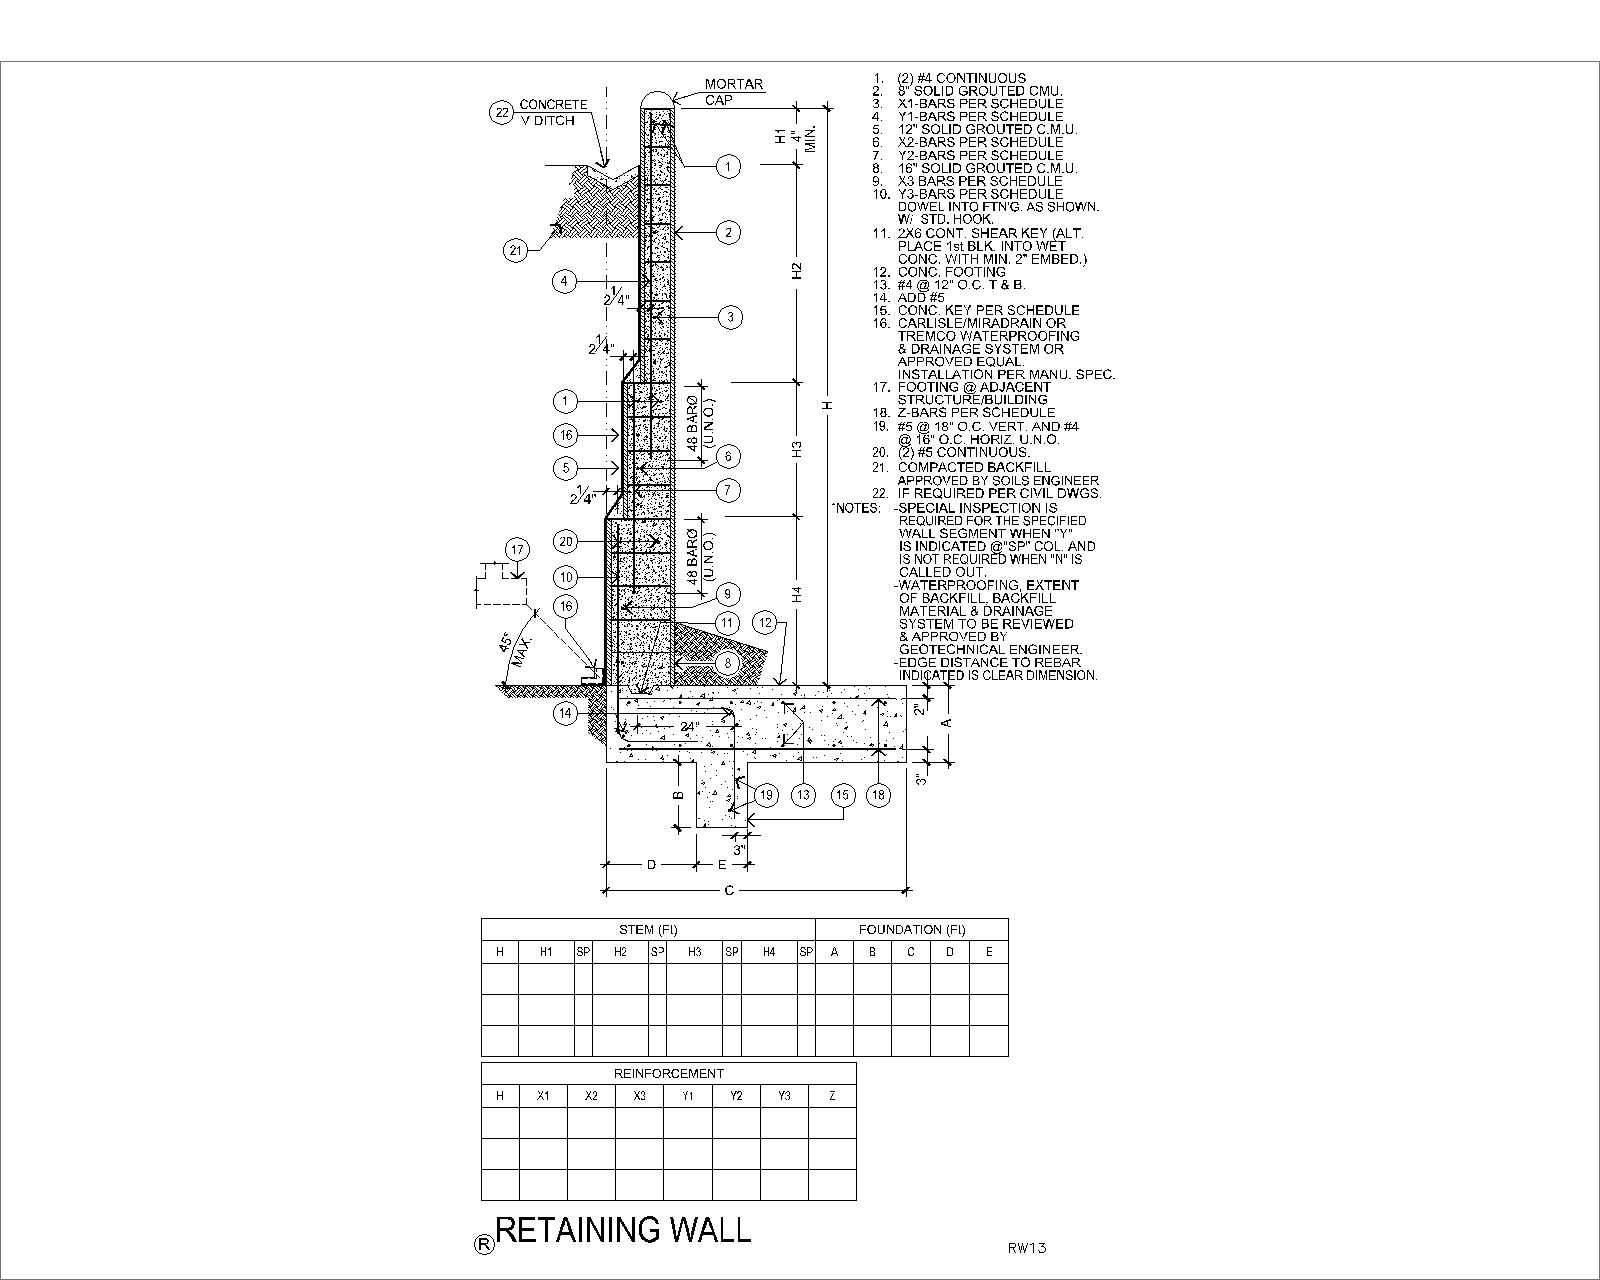 MORTAR
CAP
CONCRETE
V DITCH
22
H1
4"
MIN.
1
2
21
4
2 1/4"
3
2 1/4"
H2
1
48 BARØ
(U.N.O.)
H
16
H3
6
5
7
2 1/4"
20
48 BARØ
(U.N.O.)
17
10
9
H4
16
11
12
45°
MAX.
8
14
24"
2"
A
3"
B
19
13
15
18
3"
D
E
C
1. (2) #4 CONTINUOUS
2. 8" SOLID GROUTED CMU.
3. X1-BARS PER SCHEDULE
4. Y1-BARS PER SCHEDULE
5. 12" SOLID GROUTED C.M.U.
6. X2-BARS PER SCHEDULE
7. Y2-BARS PER SCHEDULE
8. 16" SOLID GROUTED C.M.U.
9. X3 BARS PER SCHEDULE
10. Y3-BARS PER SCHEDULE
DOWEL INTO FTN'G. AS SHOWN.
W/ STD. HOOK.
11. 2X6 CONT. SHEAR KEY (ALT.
PLACE 1st BLK. INTO WET
CONC. WITH MIN. 2" EMBED.)
12. CONC. FOOTING
13. #4 @ 12" O.C. T & B.
14. ADD #5
15. CONC. KEY PER SCHEDULE
16. CARLISLE/MIRADRAIN OR
TREMCO WATERPROOFING
& DRAINAGE SYSTEM OR
APPROVED EQUAL.
INSTALLATION PER MANU. SPEC.
17. FOOTING @ ADJACENT
STRUCTURE/BUILDING
18. Z-BARS PER SCHEDULE
19. #5 @ 18" O.C. VERT. AND #4
@ 16" O.C. HORIZ. U.N.O.
20. (2) #5 CONTINUOUS.
21. COMPACTED BACKFILL
APPROVED BY SOILS ENGINEER
22. IF REQUIRED PER CIVIL DWGS.
*NOTES: -SPECIAL INSPECTION IS
REQUIRED FOR THE SPECIFIED
WALL SEGMENT WHEN "Y"
IS INDICATED @"SP" COL. AND
IS NOT REQUIRED WHEN "N" IS
CALLED OUT.
-WATERPROOFING, EXTENT
OF BACKFILL, BACKFILL
MATERIAL & DRAINAGE
SYSTEM TO BE REVIEWED
& APPROVED BY
GEOTECHNICAL ENGINEER.
-EDGE DISTANCE TO REBAR
INDICATED IS CLEAR DIMENSION.
STEM (Ft) FOUNDATION (Ft)
H H1 SP H2 SP H3 SP H4 SP A B C D E
REINFORCEMENT
H X1 X2 X3 Y1 Y2 Y3 Z
® RETAINING WALL
RW13